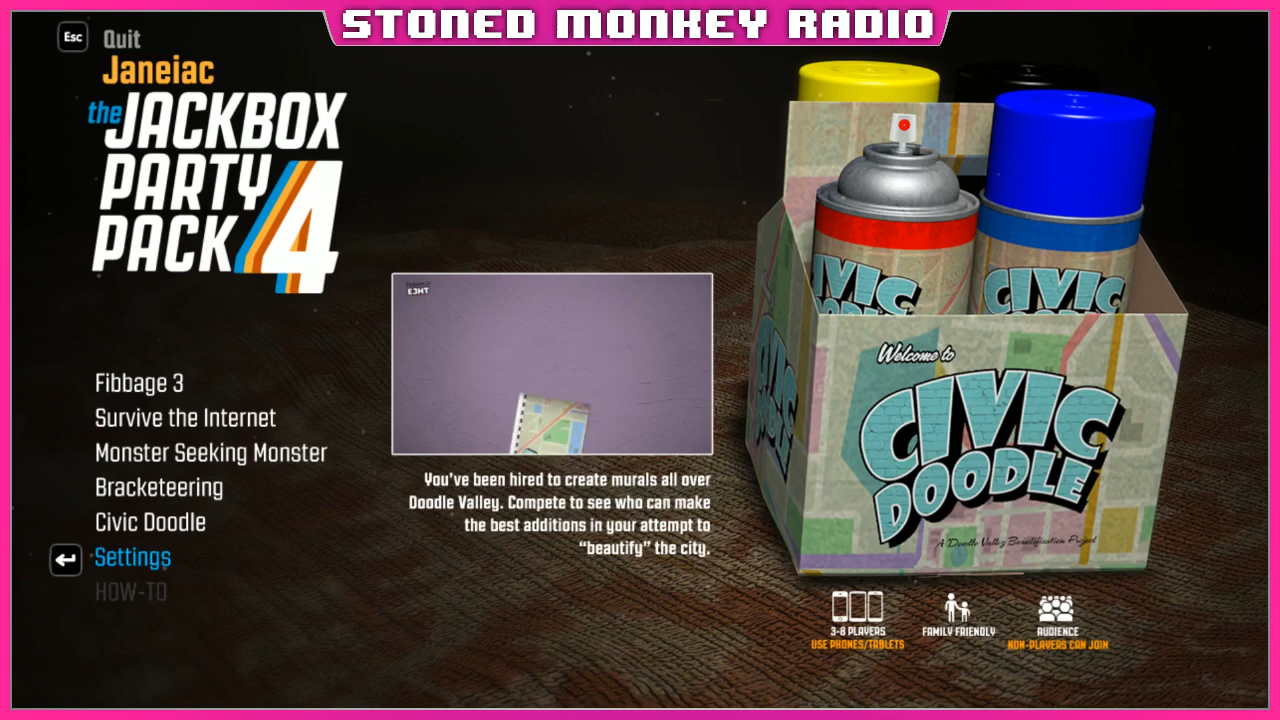 STONED MONKEY RADIO
Esc Quit
Janeiac
the JACKBOX
PARTY
PACK 4
Fibbage 3
Survive the Internet
Monster Seeking Monster
Bracketeering
Civic Doodle
Settings
HOW-TO
You've been hired to create murals all over
Doodle Valley. Compete to see who can make
the best additions in your attempt to
“beautify” the city.
CIVIC
CIVIC
Welcome to
CIVIC
DOODLE
A Doodle Valley Beautification Project
3-8 PLAYERS
USE PHONES/TABLETS
FAMILY FRIENDLY
AUDIENCE
NON-PLAYERS CAN JOIN